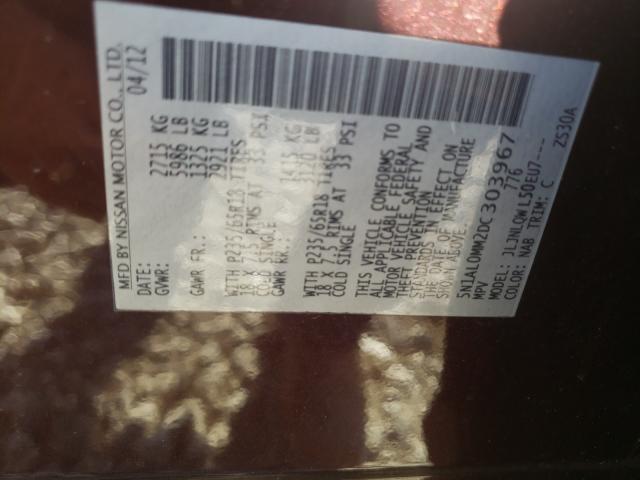 MFD BY NISSAN MOTOR CO., LTD.
DATE: 04/12
GVWR: 2715 KG
5986 LB
GAWR FR.: 1325 KG
2921 LB
WITH P235/65R18 TIRES
18 X 7.5 RIMS AT 33 PSI
COLD SINGLE
GAWR RR.: 1415 KG
3120 LB
WITH P235/65R18 TIRES
18 X 7.5 RIMS AT 33 PSI
COLD SINGLE
THIS VEHICLE CONFORMS TO
ALL APPLICABLE FEDERAL
MOTOR VEHICLE SAFETY AND
THEFT PREVENTION
STANDARDS IN EFFECT ON
THE DATE OF MANUFACTURE
SHOWN ABOVE.
5N1AL0MM2DC303967
MPV 776
MODEL: JLJNLQWL50EU7---
COLOR: NAB TRIM: C
ZS30A